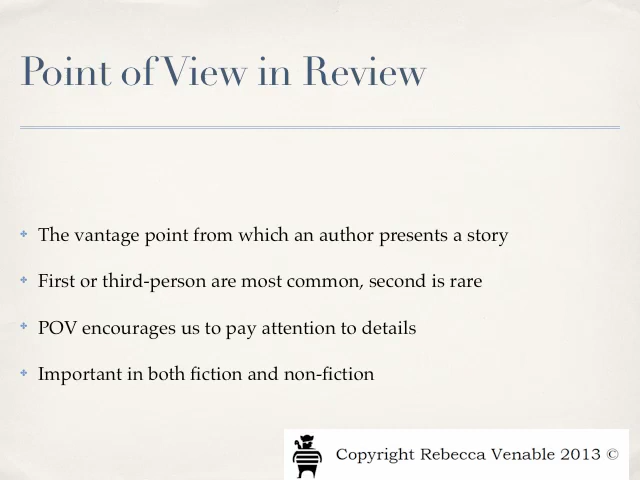 Point of View in Review
The vantage point from which an author presents a story
First or third-person are most common, second is rare
POV encourages us to pay attention to details
Important in both fiction and non-fiction
Copyright Rebecca Venable 2013 ©